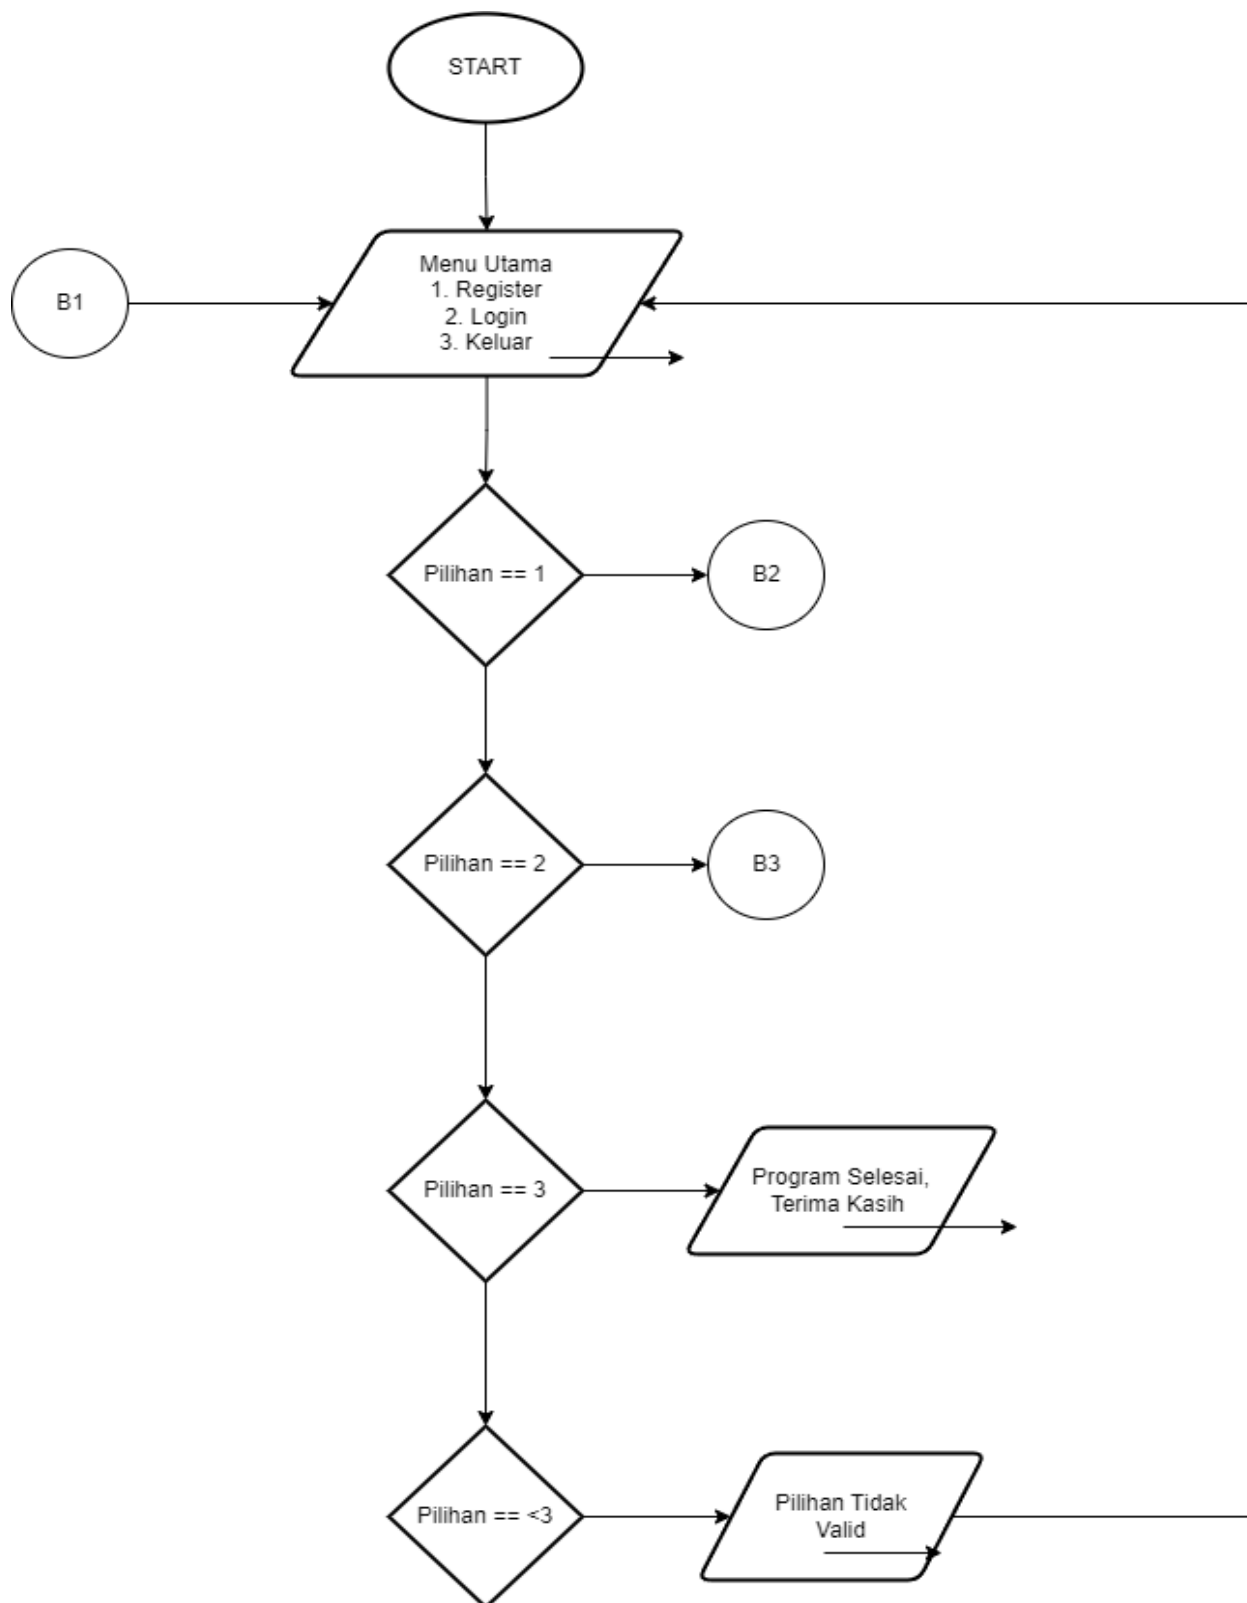 START
B1
Menu Utama
1. Register
2. Login
3. Keluar
Pilihan == 1
B2
Pilihan == 2
B3
Pilihan == 3
Program Selesai,
Terima Kasih
Pilihan == <3
Pilihan Tidak
Valid